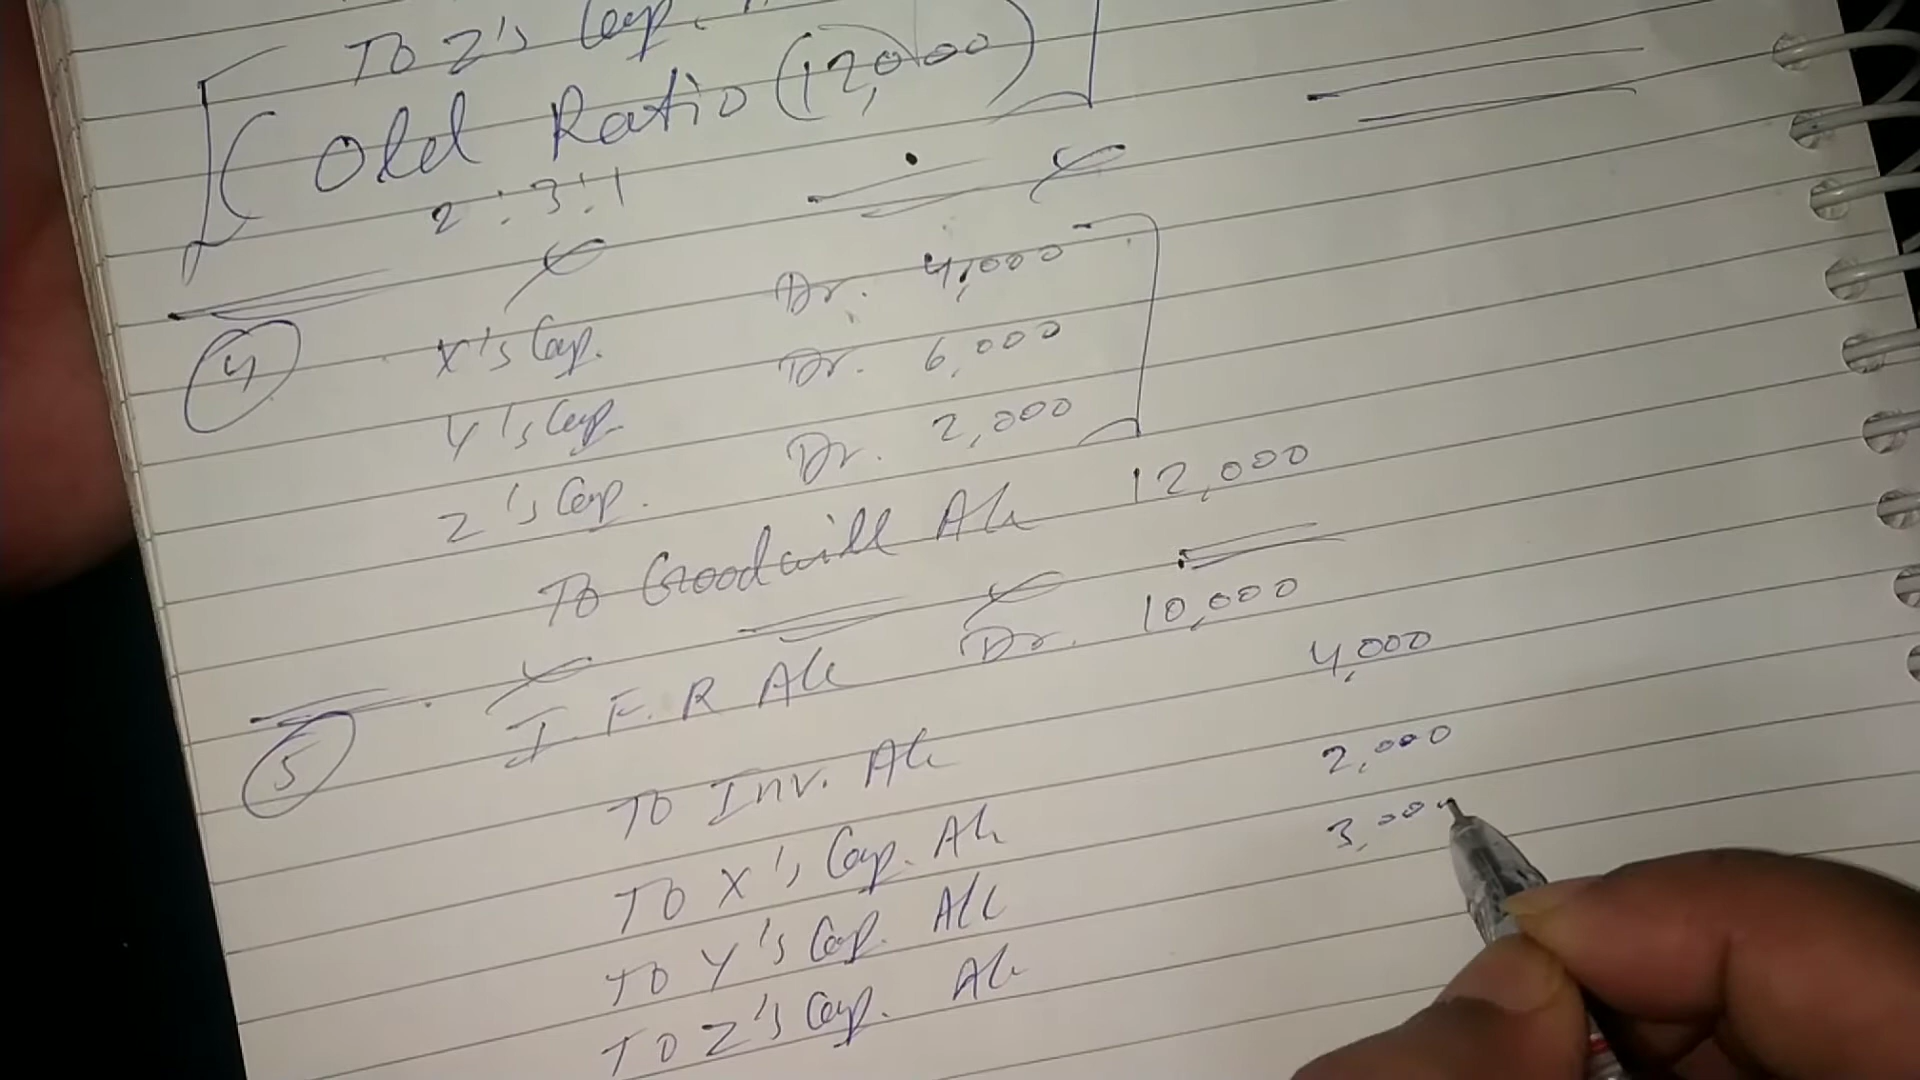 To Z's Cap.
(Old Ratio (12,000)
2:3:1
4 X's Cap. Dr. 4,000
Y's Cap. Dr. 6,000
Z's Cap. Dr. 2,000
To Goodwill A/c 12,000
5 I.F.R A/c Dr. 10,000
To Inv. A/c 4,000
To X's Cap. A/c 2,000
To Y's Cap. A/c 3,000
To Z's Cap. A/c